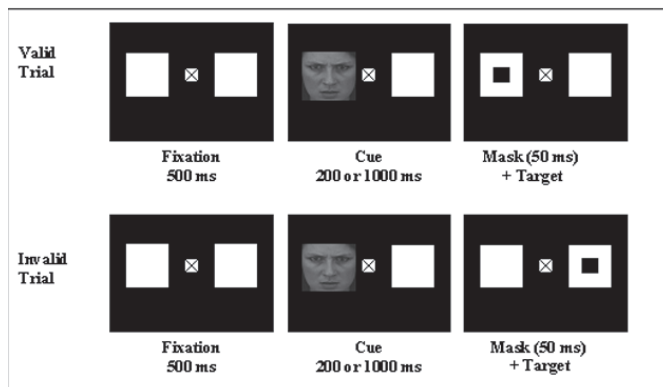 Valid
Trial
Fixation
500 ms
Cue
200 or 1000 ms
Mask (50 ms)
+ Target
Invalid
Trial
Fixation
500 ms
Cue
200 or 1000 ms
Mask (50 ms)
+ Target